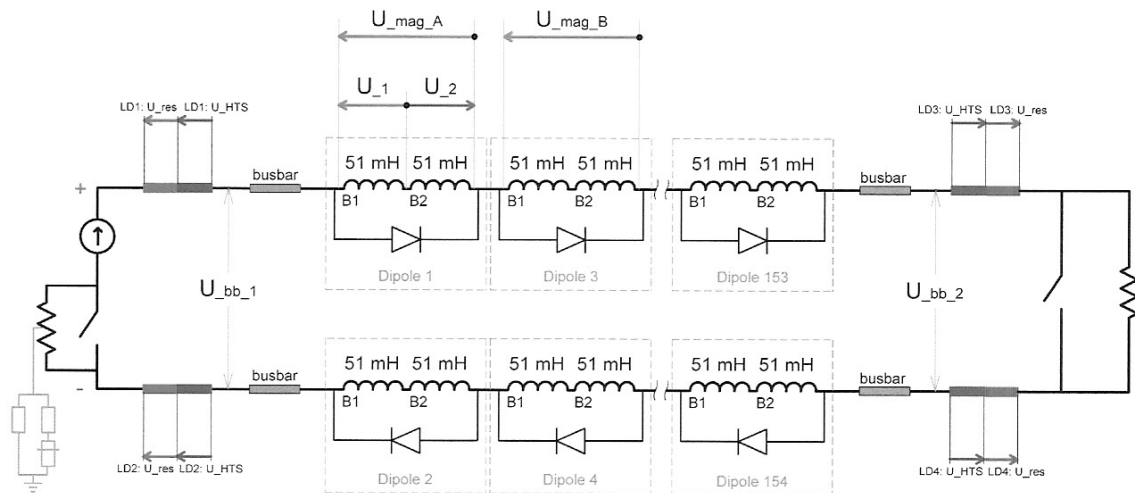 U_mag_A U_mag_B
U_1 U_2
LD1: U_res LD1: U_HTS
LD3: U_HTS LD3: U_res
51 mH 51 mH 51 mH 51 mH 51 mH 51 mH
+ busbar busbar
B1 B2 B1 B2 B1 B2
Dipole 1 Dipole 3 Dipole 153
U_bb_1 U_bb_2
51 mH 51 mH 51 mH 51 mH 51 mH 51 mH
- busbar busbar
B1 B2 B1 B2 B1 B2
LD2: U_res LD2: U_HTS
LD4: U_HTS LD4: U_res
Dipole 2 Dipole 4 Dipole 154